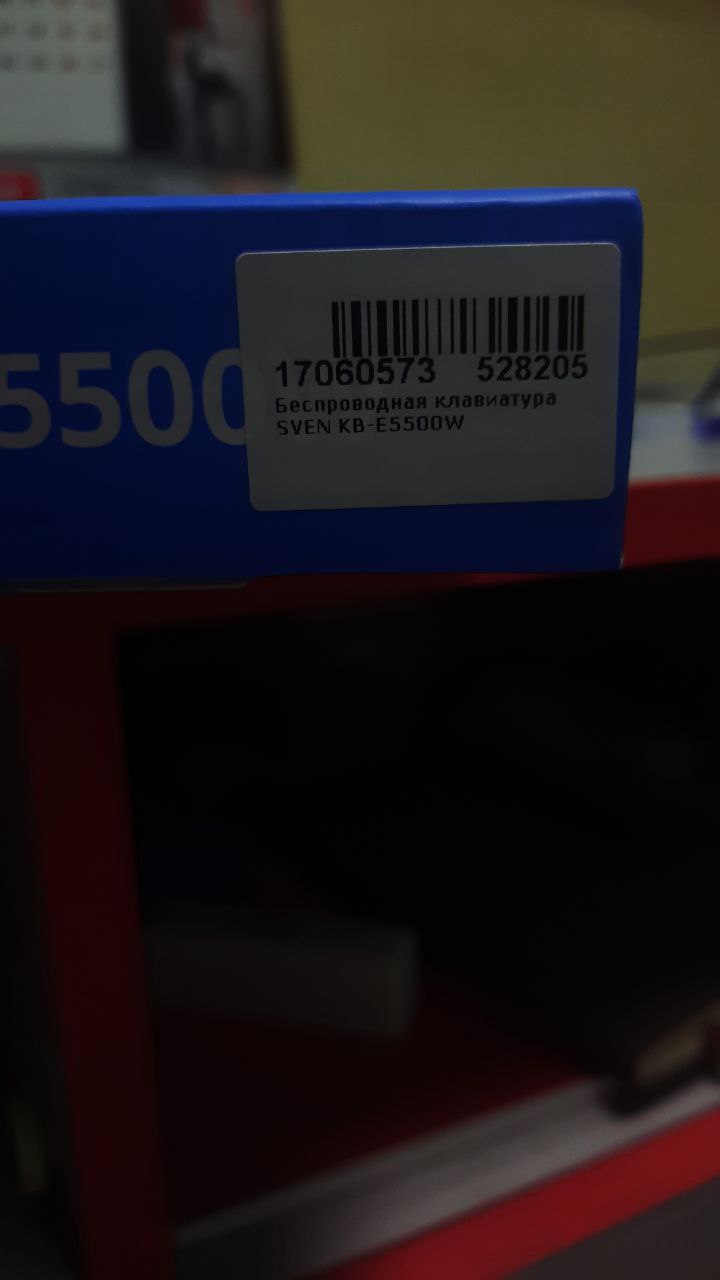 5500
17060573 528205
Беспроводная клавиатура
SVEN KB-E5500W